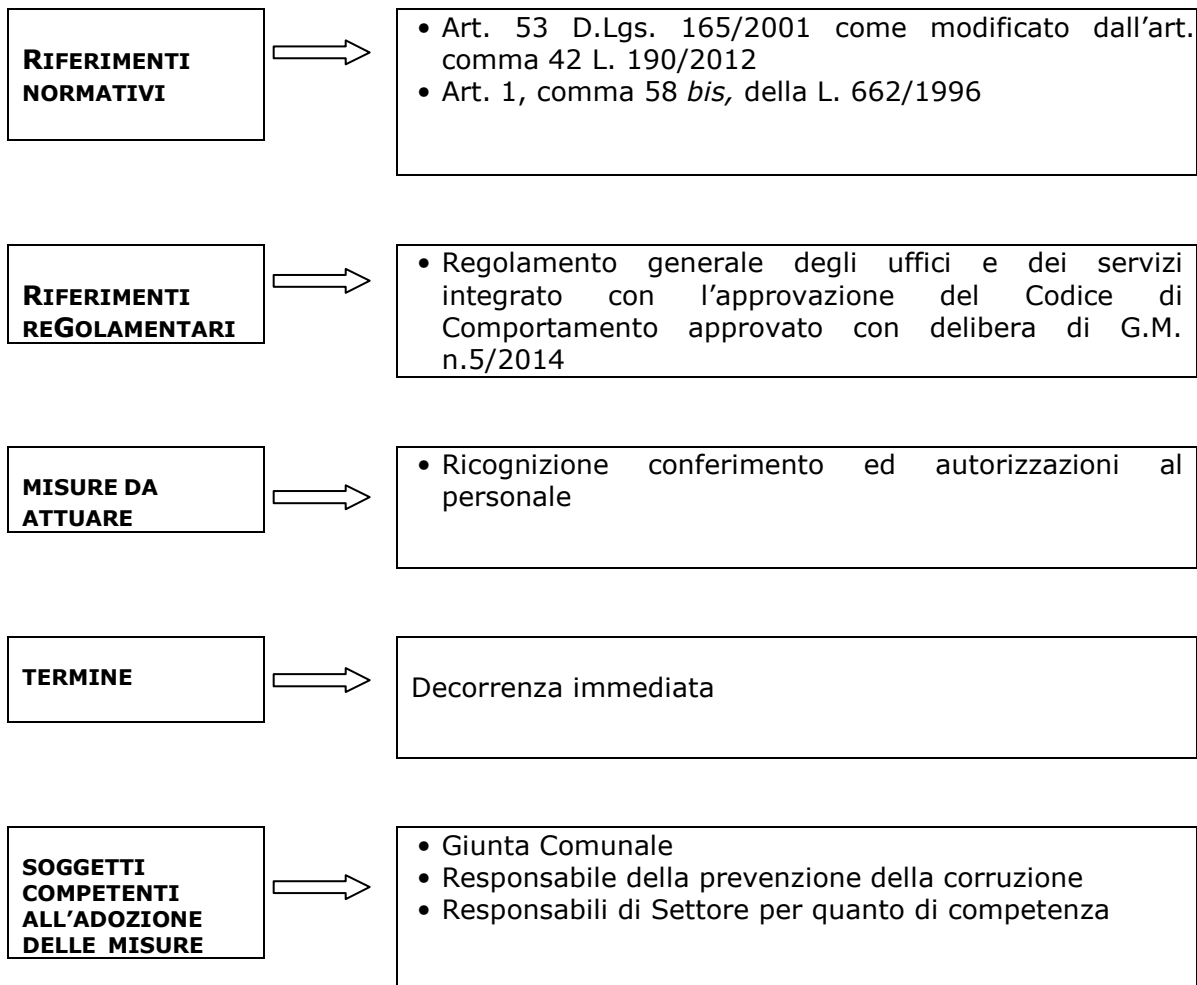 RIFERIMENTI
NORMATIVI
• Art. 53 D.Lgs. 165/2001 come modificato dall'art.
comma 42 L. 190/2012
• Art. 1, comma 58 bis, della L. 662/1996
RIFERIMENTI
REGOLAMENTARI
• Regolamento generale degli uffici e dei servizi
integrato con l'approvazione del Codice di
Comportamento approvato con delibera di G.M.
n.5/2014
MISURE DA
ATTUARE
• Ricognizione conferimento ed autorizzazioni al
personale
TERMINE
Decorrenza immediata
SOGGETTI
COMPETENTI
ALL'ADOZIONE
DELLE MISURE
• Giunta Comunale
• Responsabile della prevenzione della corruzione
• Responsabili di Settore per quanto di competenza